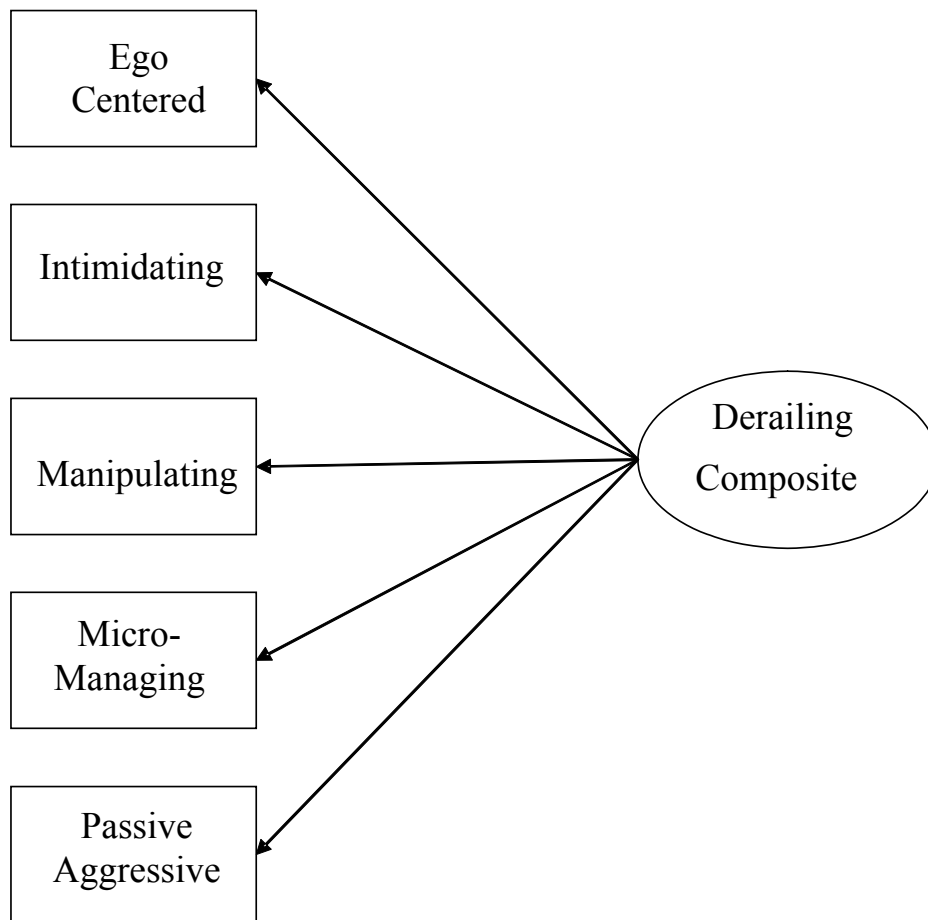 Ego
Centered
Intimidating
Manipulating
Derailing
Composite
Micro-
Managing
Passive
Aggressive